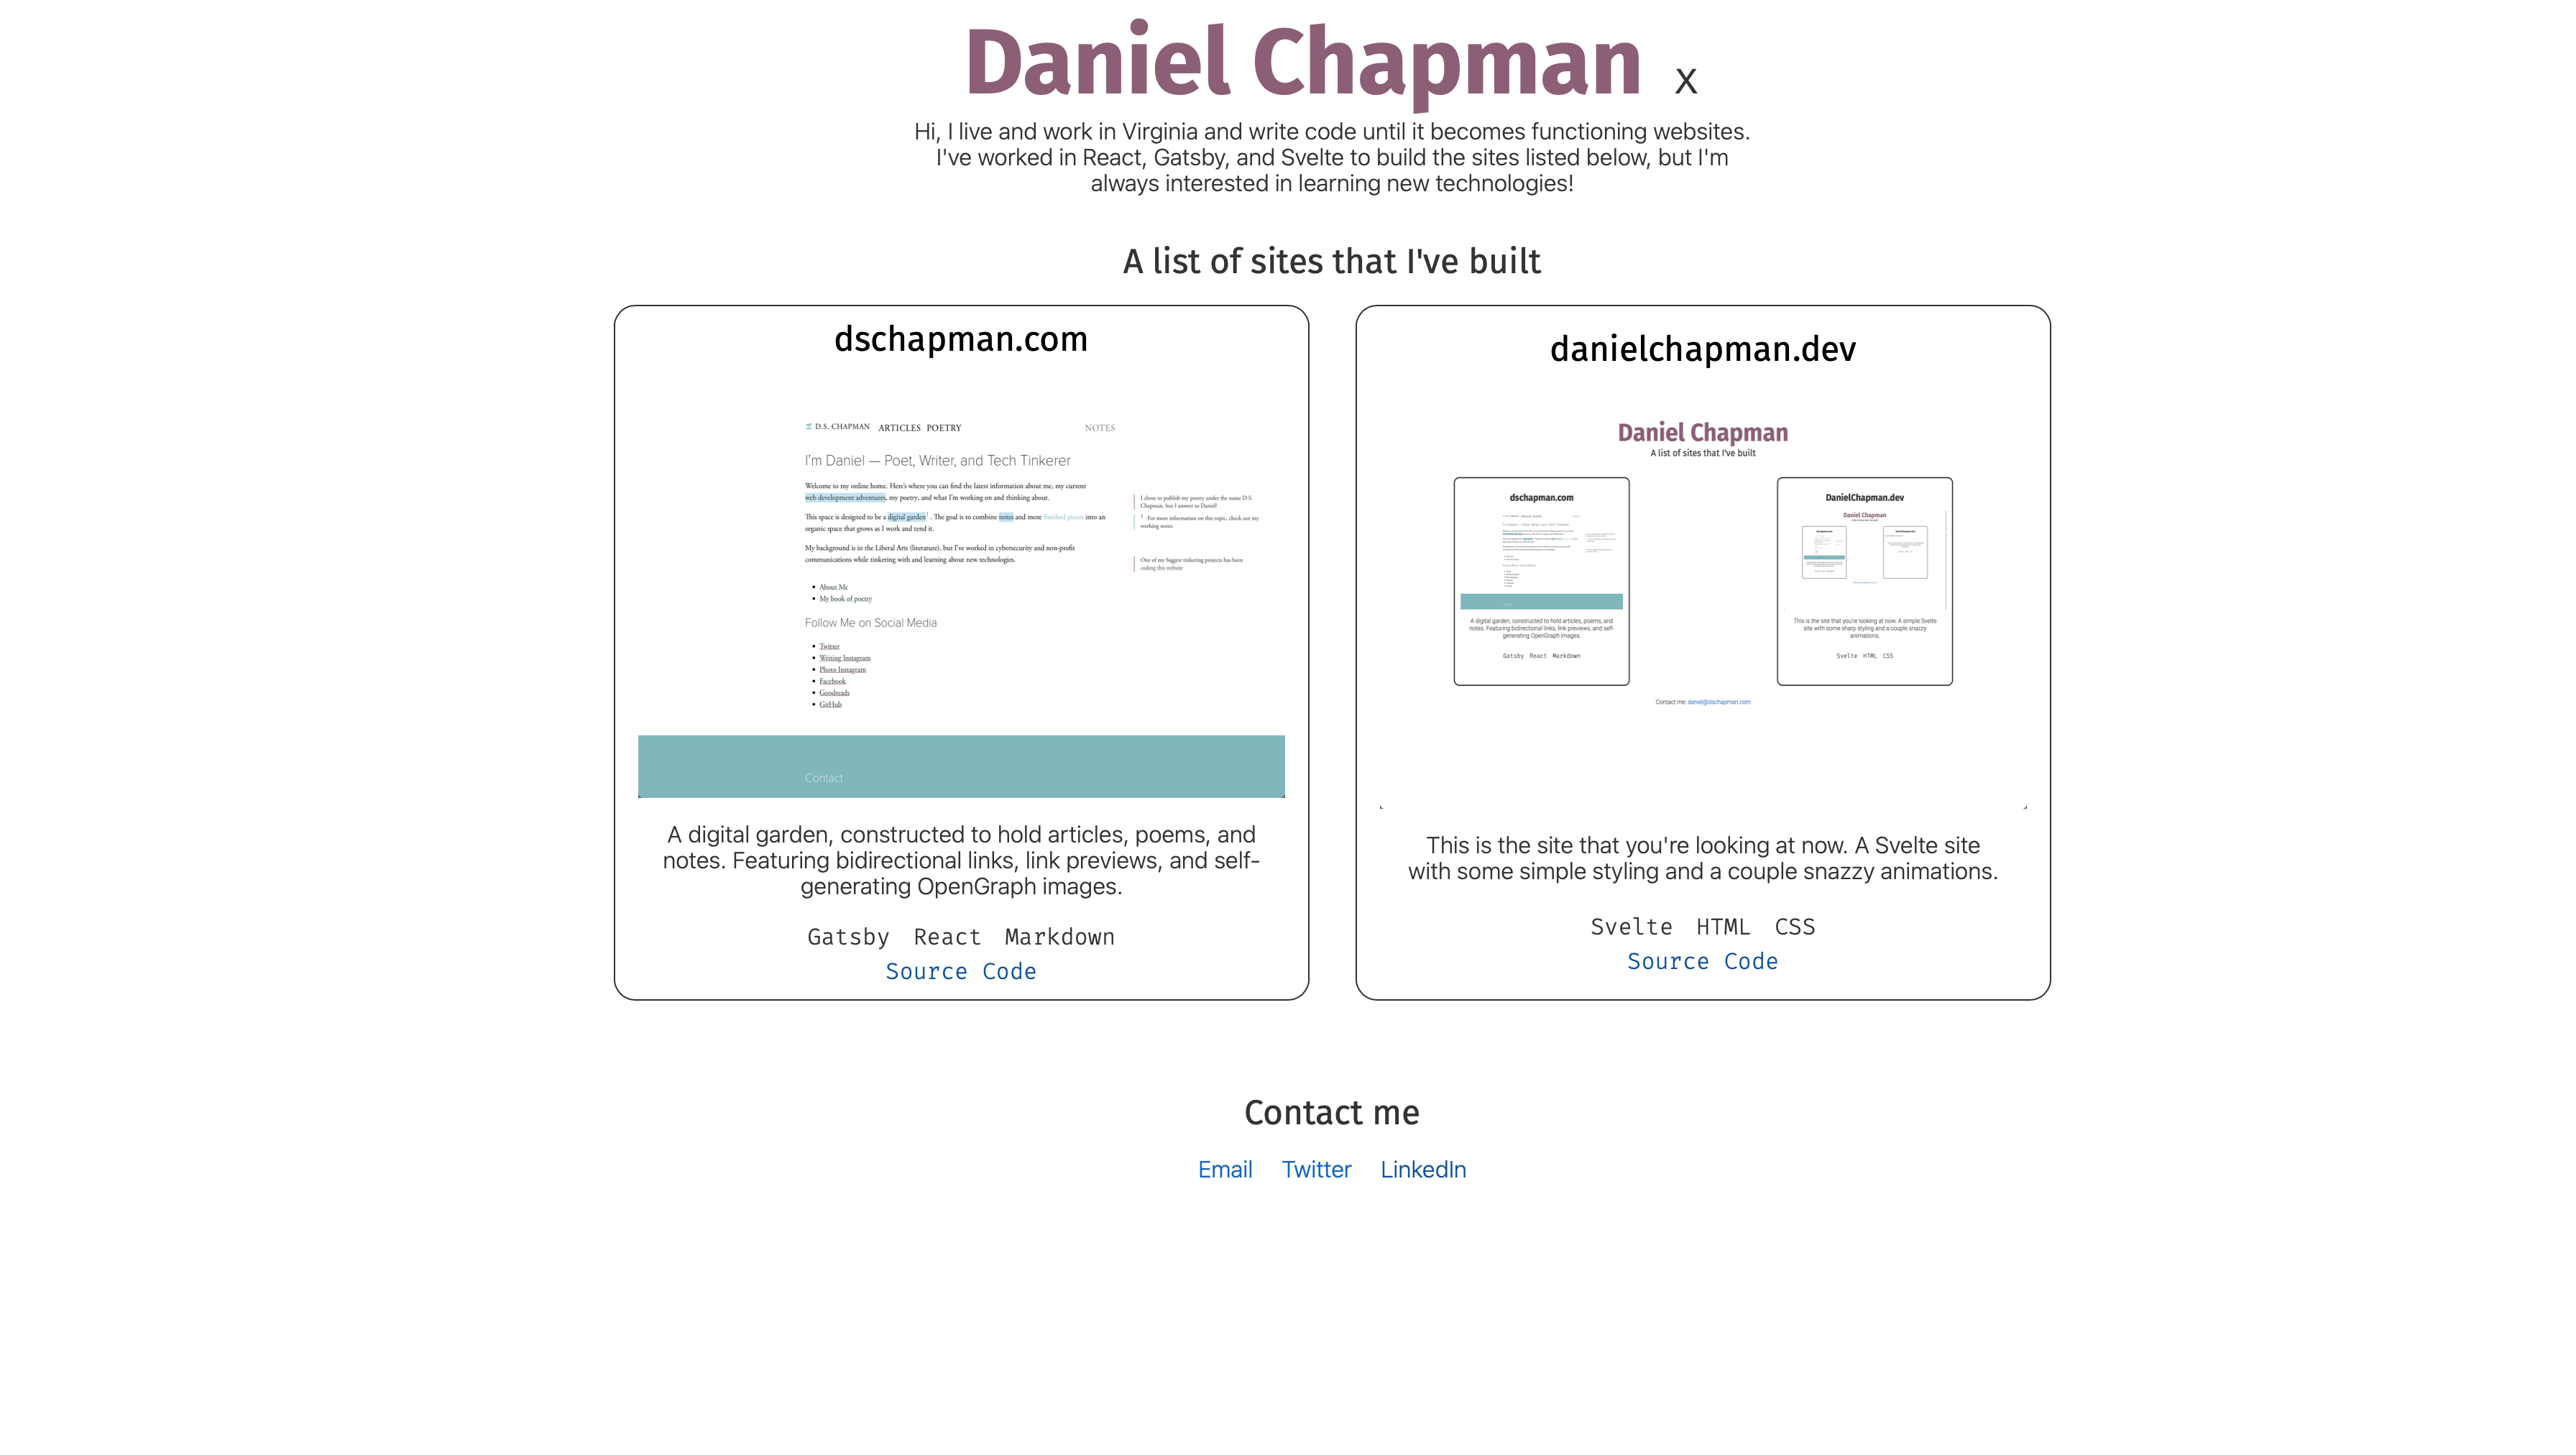 Daniel Chapman x
Hi, I live and work in Virginia and write code until it becomes functioning websites.
I've worked in React, Gatsby, and Svelte to build the sites listed below, but I'm
always interested in learning new technologies!
A list of sites that I've built
dschapman.com
D.S. CHAPMAN ARTICLES POETRY NOTES
I'm Daniel — Poet, Writer, and Tech Tinkerer
Welcome to my online home. Here's where you can find the latest information about me, my current
web development adventures, my poetry, and what I'm working on and thinking about.
I chose to publish my poetry under the same D.S.
Chapman, but I answer to Daniel!
This space is designed to be a digital garden1. The goal is to combine notes and more finished pieces into an
organic space that grows as I work and tend it.
1 For more information on this topic, check out my
working notes.
My background is in the Liberal Arts (literature), but I've worked in cybersecurity and non-profit
communications while tinkering with and learning about new technologies.
One of my biggest tinkering projects has been
coding this website
About Me
My book of poetry
Follow Me on Social Media
Twitter
Writing Instagram
Photo Instagram
Facebook
Goodreads
GitHub
Contact
A digital garden, constructed to hold articles, poems, and
notes. Featuring bidirectional links, link previews, and self-
generating OpenGraph images.
Gatsby React Markdown
Source Code
danielchapman.dev
Daniel Chapman
A list of sites that I've built
dschapman.com
A digital garden, constructed to hold articles, poems, and
notes. Featuring bidirectional links, link previews, and self-
generating OpenGraph images.
Gatsby React Markdown
DanielChapman.dev
Daniel Chapman
This is the site that you're looking at now. A simple Svelte
site with some sharp styling and a couple snazzy
animations.
Svelte HTML CSS
Contact me: daniel@dschapman.com
This is the site that you're looking at now. A Svelte site
with some simple styling and a couple snazzy animations.
Svelte HTML CSS
Source Code
Contact me
Email Twitter LinkedIn